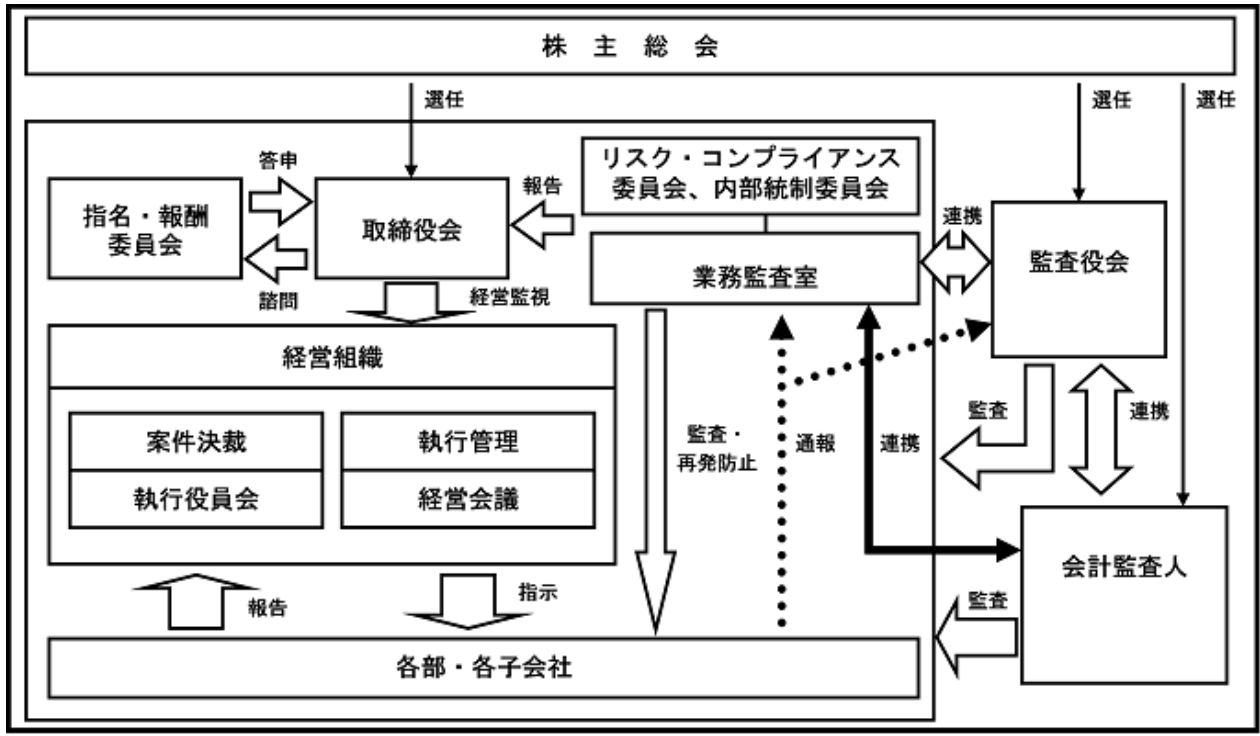 株 主 総 会
選任
選任
選任
答申
指名・報酬
委員会
諮問
取締役会
報告
リスク・コンプライアンス
委員会、内部統制委員会
業務監査室
連携
監査役会
経営監視
経営組織
案件決裁
執行役員会
執行管理
経営会議
監査・
再発防止
通報
連携
監査
連携
報告
指示
会計監査人
監査
各部・各子会社